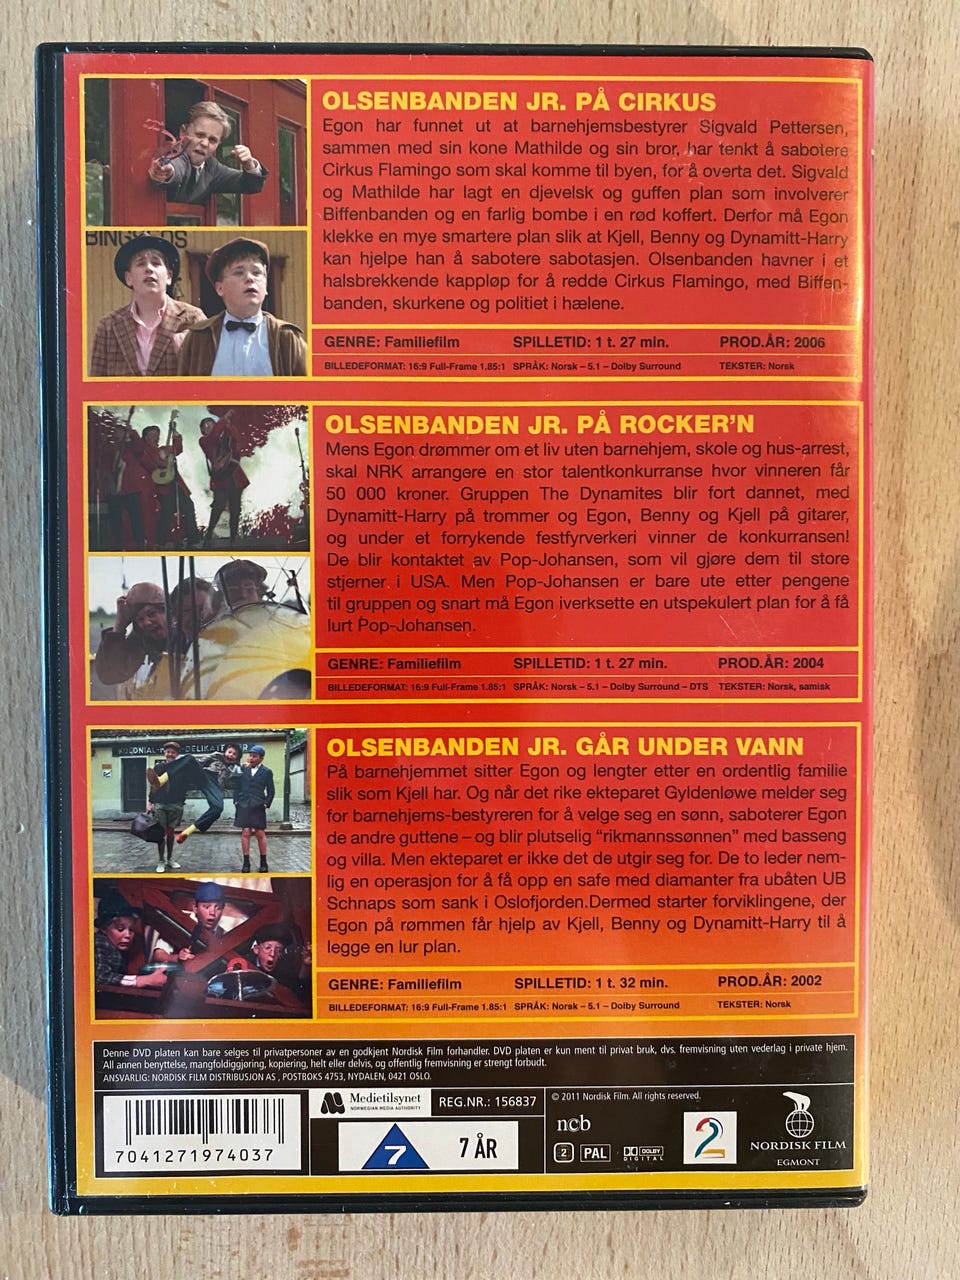 OLSENBANDEN JR. PÅ CIRKUS
Egon har funnet ut at barnehjemsbestyrer Sigvald Pettersen,
sammen med sin kone Mathilde og sin bror, har tenkt å sabotere
Cirkus Flamingo som skal komme til byen, for å overta det. Sigvald
og Mathilde har lagt en djevelsk og guffen plan som involverer
Biffenbanden og en farlig bombe i en rød koffert. Derfor må Egon
klekke en mye smartere plan slik at Kjell, Benny og Dynamitt-Harry
kan hjelpe han å sabotere sabotasjen. Olsenbanden havner i et
halsbrekkende kappløp for å redde Cirkus Flamingo, med Biffen-
banden, skurkene og politiet i hælene.
GENRE: Familiefilm SPILLETID: 1 t. 27 min. PROD.ÅR: 2006
BILLEDEFORMAT: 16:9 Full-Frame 1.85:1 SPRÅK: Norsk – 5.1 – Dolby Surround TEKSTER: Norsk
OLSENBANDEN JR. PÅ ROCKER'N
Mens Egon drømmer om et liv uten barnehjem, skole og hus-arrest,
skal NRK arrangere en stor talentkonkurranse hvor vinneren får
50 000 kroner. Gruppen The Dynamites blir fort dannet, med
Dynamitt-Harry på trommer og Egon, Benny og Kjell på gitarer,
og under et forrykende festfyrverkeri vinner de konkurransen!
De blir kontaktet av Pop-Johansen, som vil gjøre dem til store
stjerner i USA. Men Pop-Johansen er bare ute etter pengene
til gruppen og snart må Egon iverksette en utspekulert plan for å få
lurt Pop-Johansen.
GENRE: Familiefilm SPILLETID: 1 t. 27 min. PROD.ÅR: 2004
BILLEDEFORMAT: 16:9 Full-Frame 1.85:1 SPRÅK: Norsk – 5.1 – Dolby Surround – DTS TEKSTER: Norsk, samisk
KOLONIAL DELIKATESSER
OLSENBANDEN JR. GÅR UNDER VANN
På barnehjemmet sitter Egon og lengter etter en ordentlig familie
slik som Kjell har. Og når det rike ekteparet Gyldenløwe melder seg
for barnehjems-bestyreren for å velge seg en sønn, saboterer Egon
de andre guttene – og blir plutselig "rikmannssønnen" med basseng
og villa. Men ekteparet er ikke det de utgir seg for. De to leder nem-
lig en operasjon for å få opp en safe med diamanter fra ubåten UB
Schnaps som sank i Oslofjorden.Dermed starter forviklingene, der
Egon på rømmen får hjelp av Kjell, Benny og Dynamitt-Harry til å
legge en lur plan.
GENRE: Familiefilm SPILLETID: 1 t. 32 min. PROD.ÅR: 2002
BILLEDEFORMAT: 16:9 Full-Frame 1.85:1 SPRÅK: Norsk – 5.1 – Dolby Surround TEKSTER: Norsk
Denne DVD platen kan bare selges til privatpersoner av en godkjent Nordisk Film forhandler. DVD platen er kun ment til privat bruk, dvs. fremvisning uten vederlag i private hjem.
All annen benyttelse, mangfoldiggjøring, kopiering, helt eller delvis, og offentlig fremvisning er strengt forbudt.
ANSVARLIG: NORDISK FILM DISTRIBUSJON AS , POSTBOKS 4753, NYDALEN, 0421 OSLO.
7041271974037
Medietilsynet
NORWEGIAN MEDIA AUTHORITY
REG.NR.: 156837
7
7 ÅR
© 2011 Nordisk Film. All rights reserved.
ncb
2 PAL DOLBY
DIGITAL
2
NORDISK FILM
EGMONT